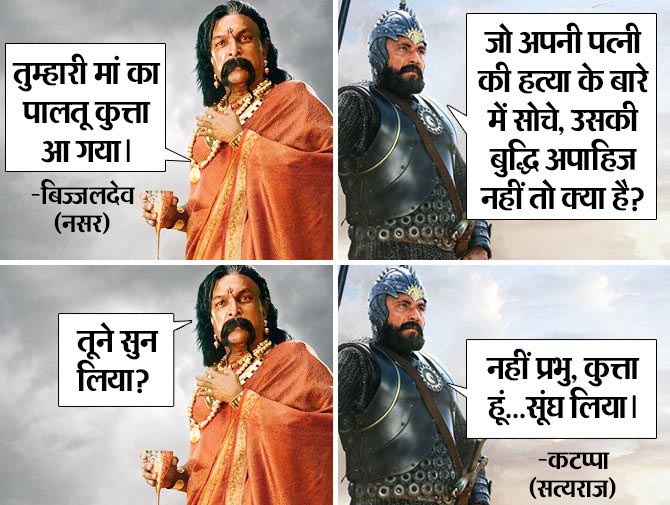 तुम्हारी मां का
पालतू कुत्ता
आ गया।
-बिज्जलदेव
(नसर)
जो अपनी पत्नी
की हत्या के बारे
में सोचे, उसकी
बुद्धि अपाहिज
नहीं तो क्या है?
तूने सुन
लिया?
नहीं प्रभु, कुत्ता
हूं...सूंघ लिया।
-कटप्पा
(सत्यराज)